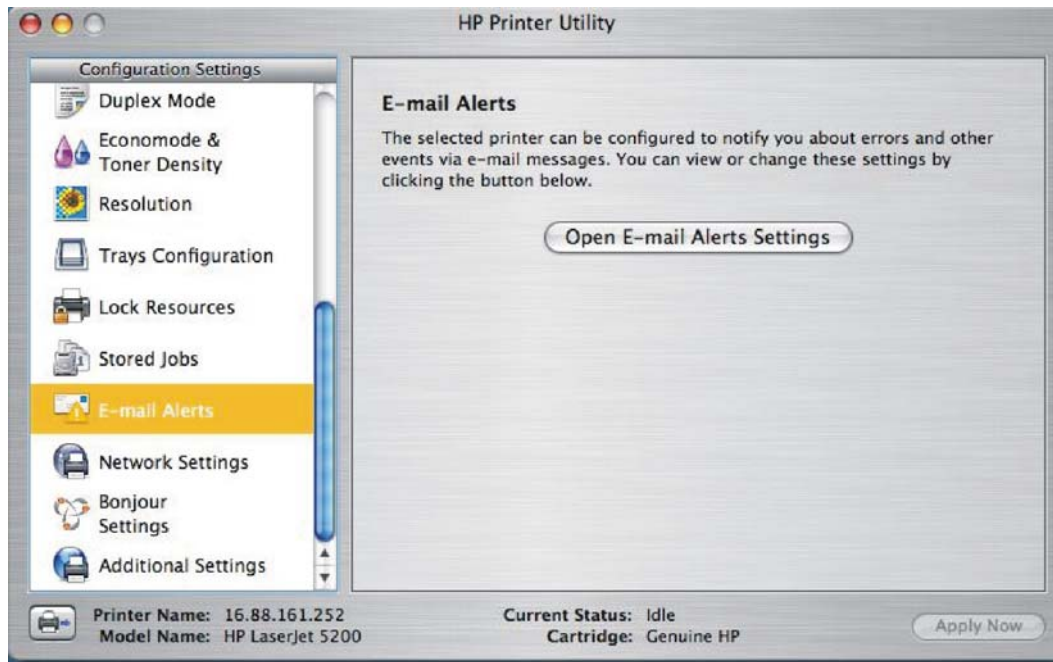 HP Printer Utility
Configuration Settings
Duplex Mode
Economode &
Toner Density
Resolution
Trays Configuration
Lock Resources
Stored Jobs
E-mail Alerts
Network Settings
Bonjour
Settings
Additional Settings
E-mail Alerts
The selected printer can be configured to notify you about errors and other
events via e-mail messages. You can view or change these settings by
clicking the button below.
Open E-mail Alerts Settings
Printer Name: 16.88.161.252
Model Name: HP LaserJet 5200
Current Status: Idle
Cartridge: Genuine HP
Apply Now